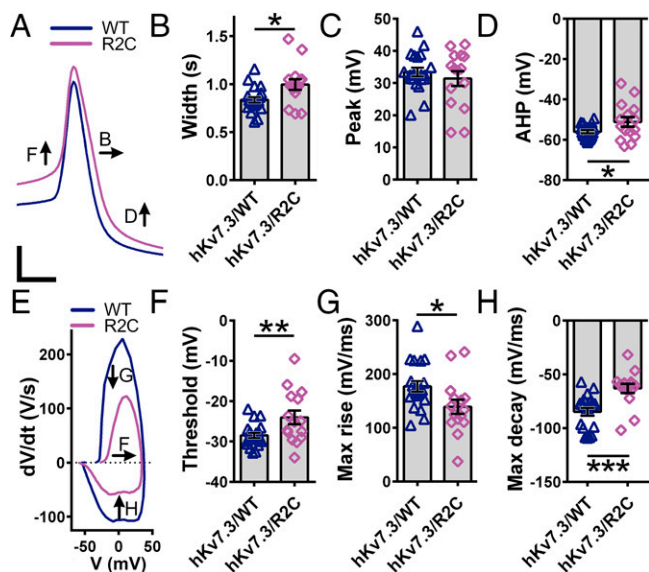 A
WT
R2C
F
B
D
B
Width (s)
1.5
1.0
0.5
0.0
*
hKv7.3/WT
hKv7.3/R2C
C
Peak (mV)
50
40
30
20
10
0
hKv7.3/WT
hKv7.3/R2C
D
AHP (mV)
0
-20
-40
-60
-80
*
hKv7.3/WT
hKv7.3/R2C
E
WT
R2C
dV/dt (V/s)
200
100
0
-100
G
F
H
-50
0
50
V (mV)
F
Threshold (mV)
0
-10
-20
-30
-40
**
hKv7.3/WT
hKv7.3/R2C
G
Max rise (mV/ms)
300
200
100
0
*
hKv7.3/WT
hKv7.3/R2C
H
Max decay (mV/ms)
0
-50
-100
-150
***
hKv7.3/WT
hKv7.3/R2C